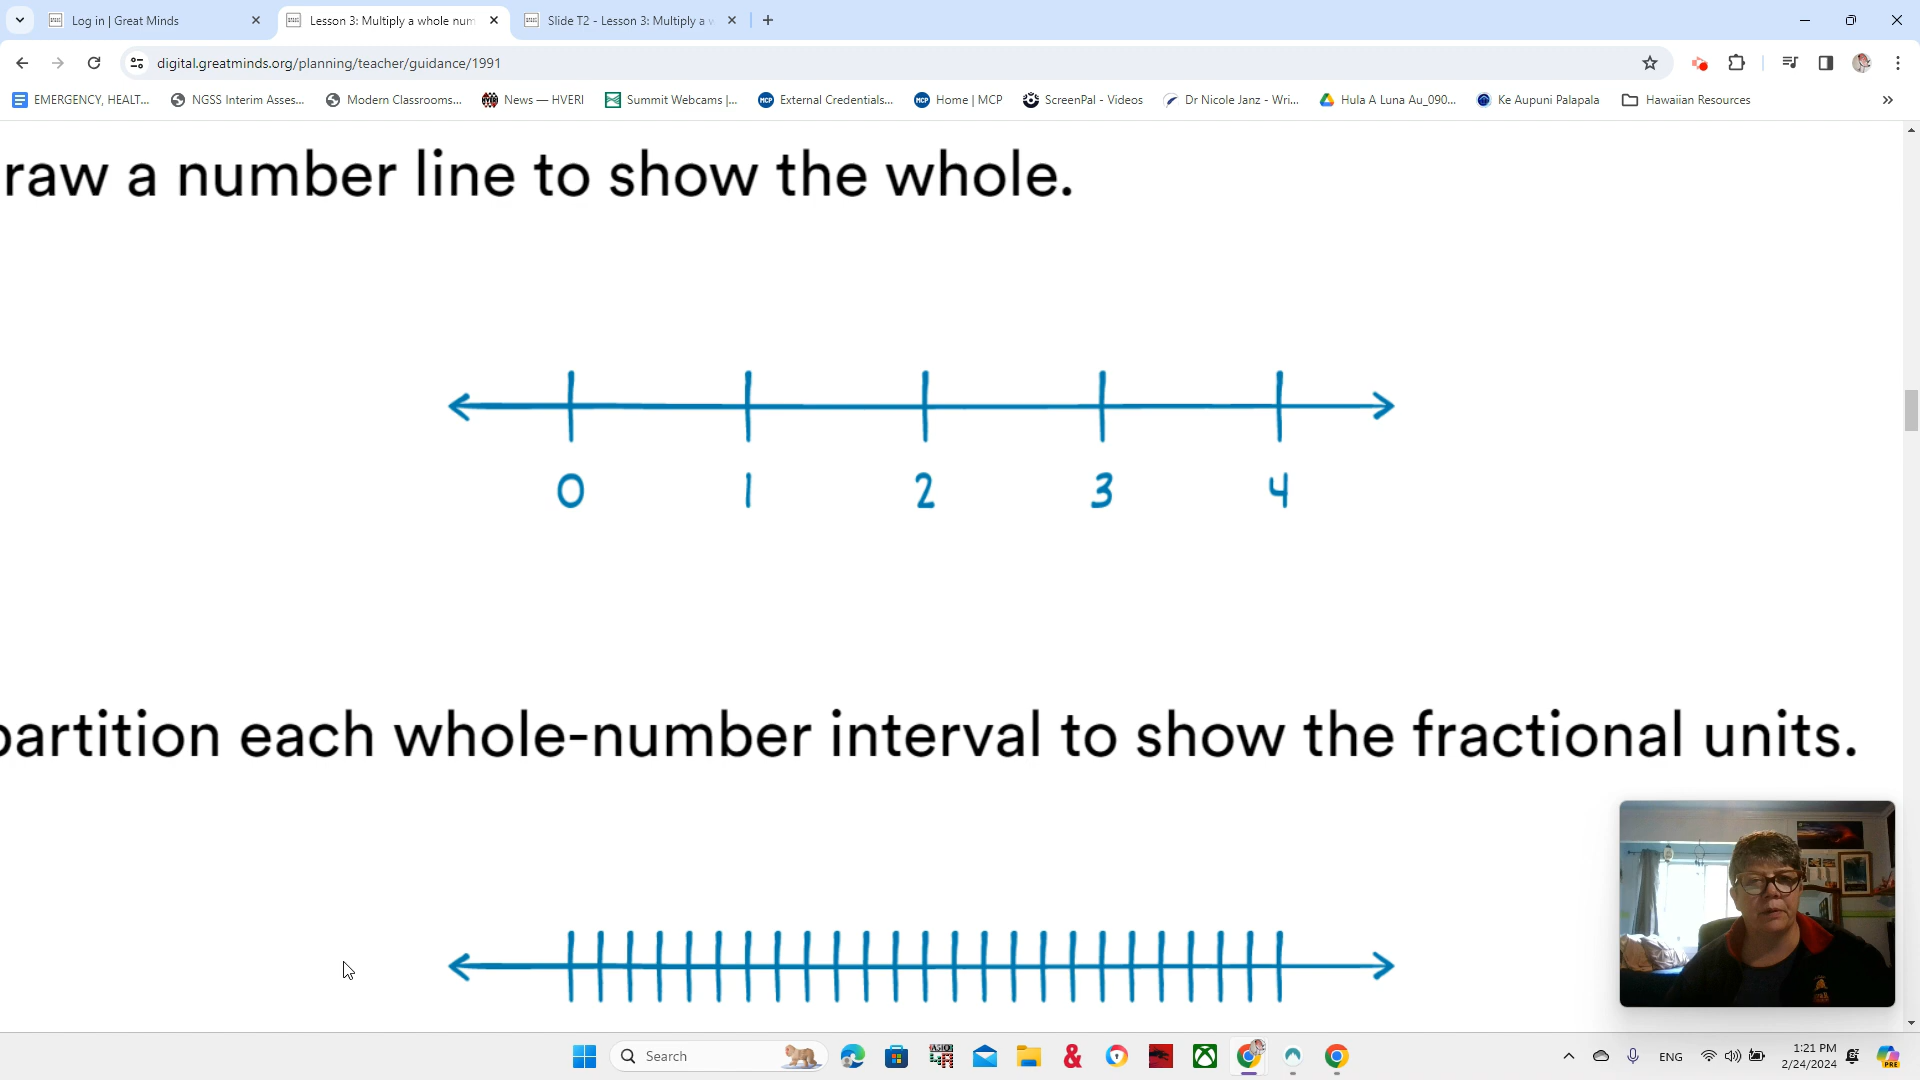 Log in | Great Minds
Lesson 3: Multiply a whole num
Slide T2 - Lesson 3: Multiply a w
digital.greatminds.org/planning/teacher/guidance/1991
EMERGENCY, HEALT...
NGSS Interim Asses...
Modern Classrooms...
News — HVERI
Summit Webcams |...
MCP External Credentials...
MCP Home | MCP
ScreenPal - Videos
Dr Nicole Janz - Wri...
Hula A Luna Au_090...
Ke Aupuni Palapala
Hawaiian Resources
raw a number line to show the whole.
0 1 2 3 4
partition each whole-number interval to show the fractional units.
Search
ENG
1:21 PM
2/24/2024
PRE